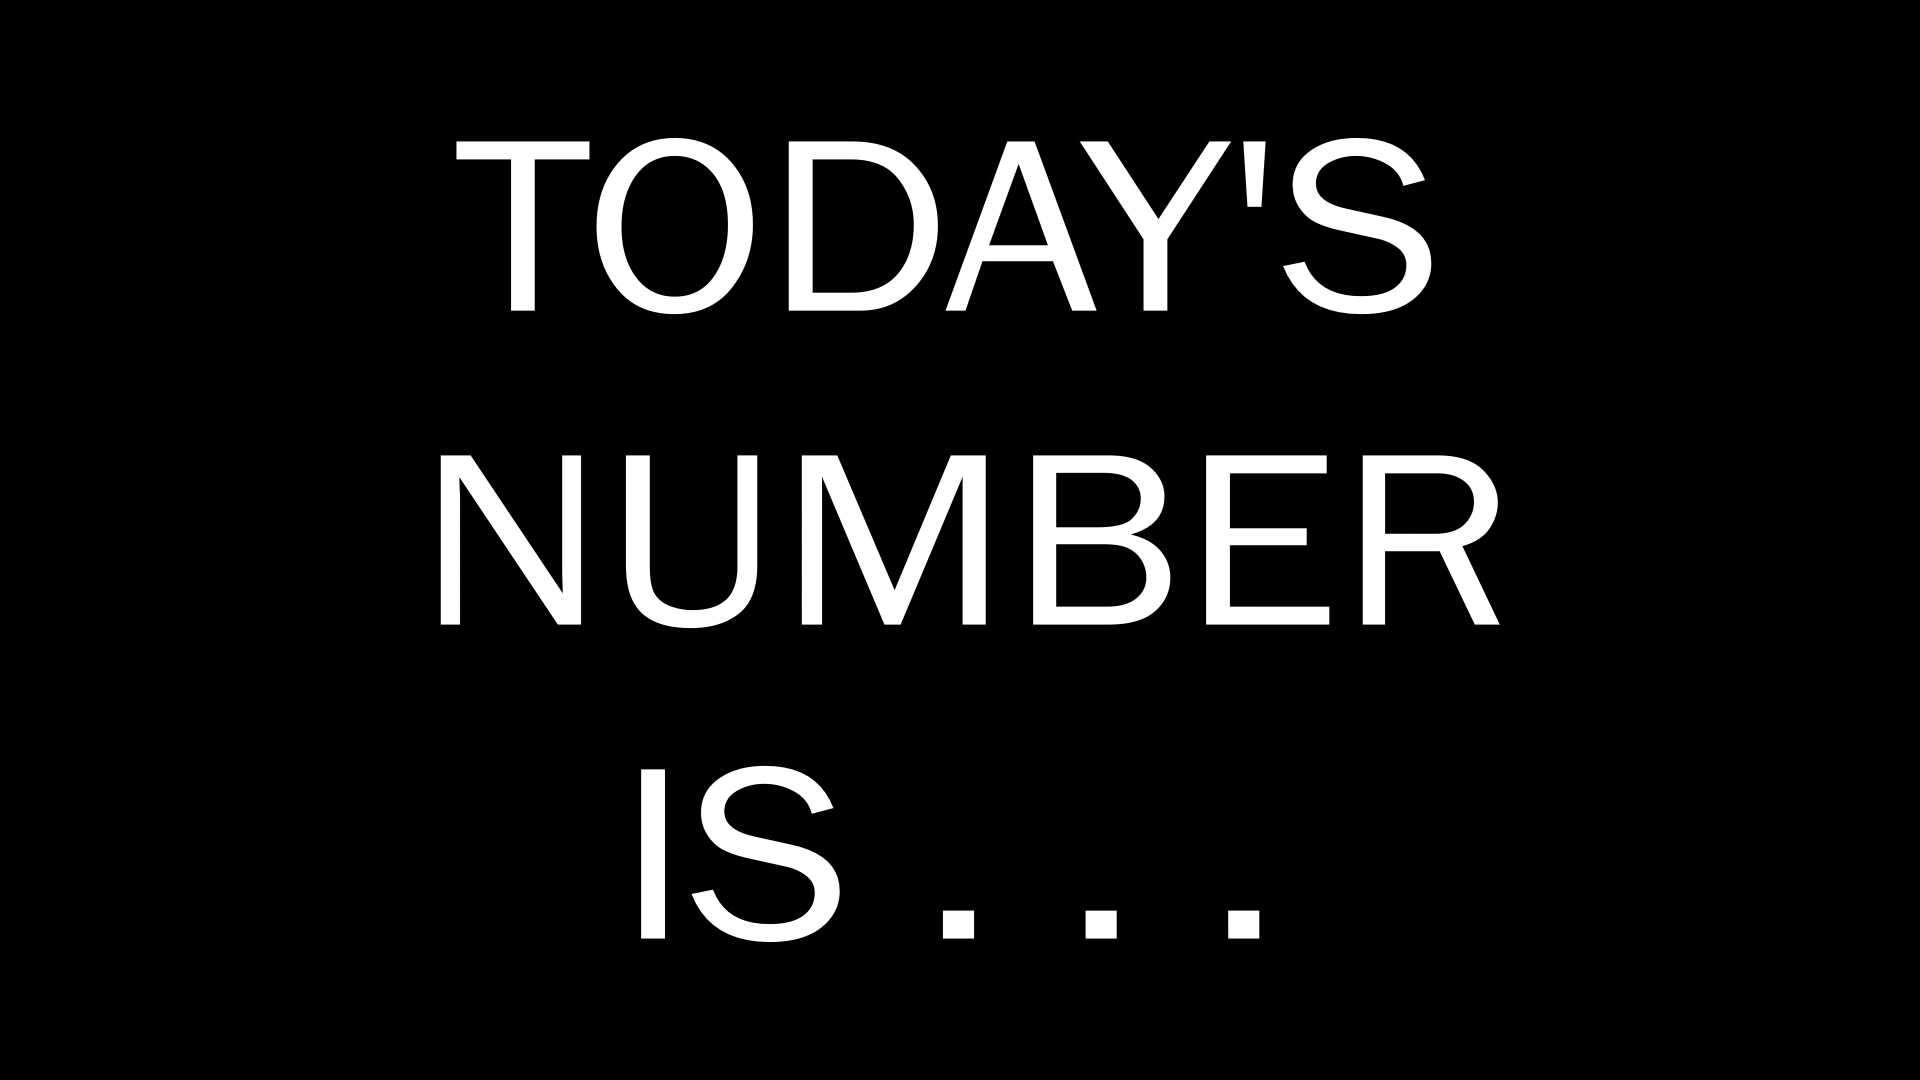 TODAY'S
NUMBER
IS . . .